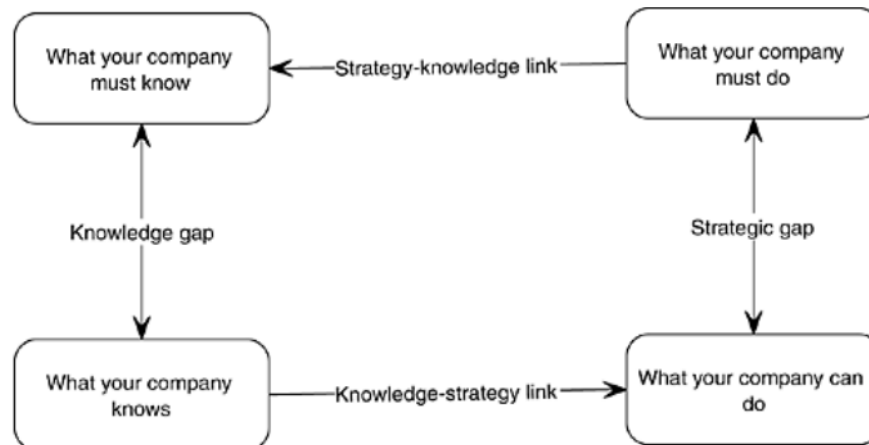 What your company
must know
Strategy-knowledge link
What your company
must do
Knowledge gap
Strategic gap
What your company
knows
Knowledge-strategy link
What your company can
do